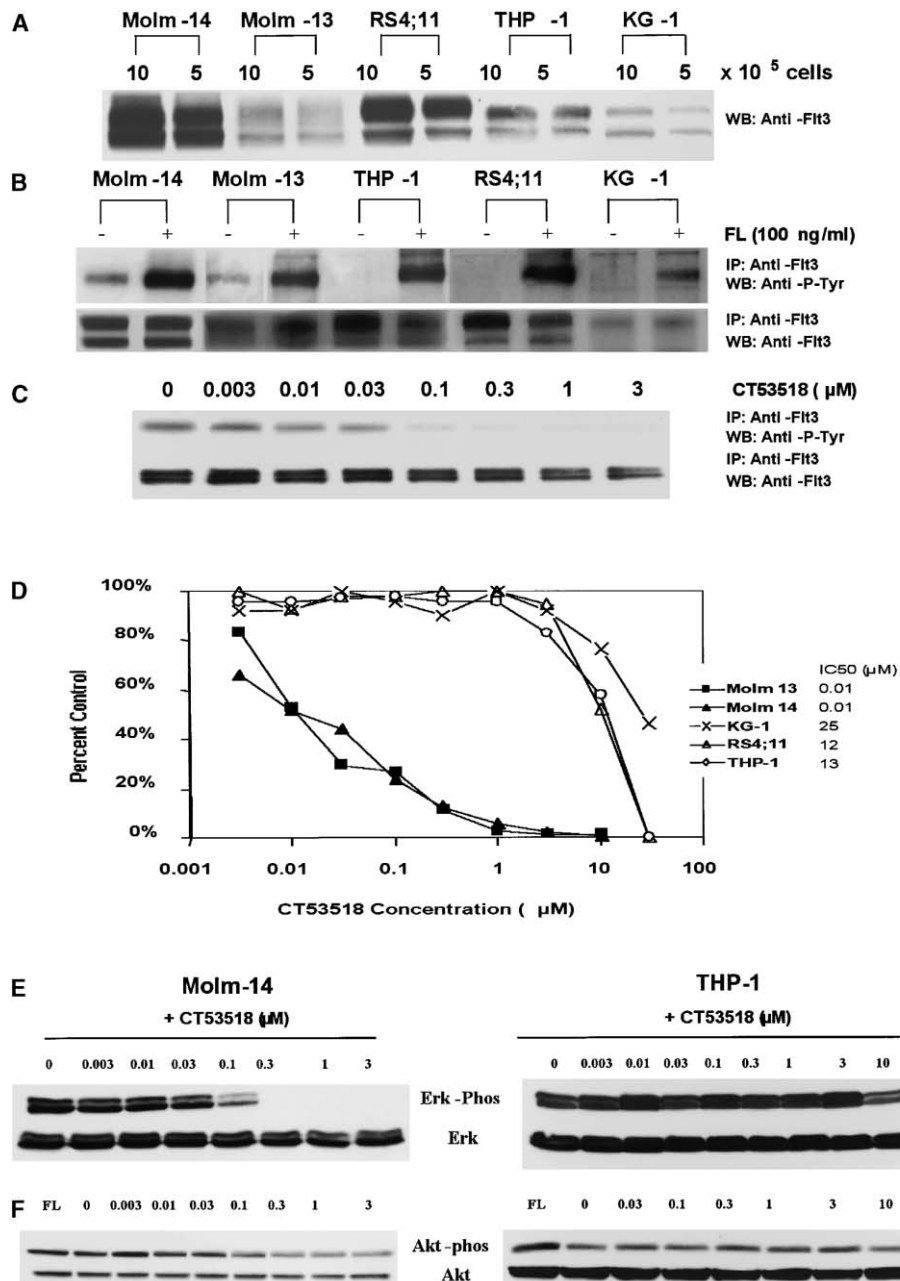 A
Molm -14 Molm -13 RS4;11 THP -1 KG -1
10 5 10 5 10 5 10 5 10 5 x 10 5 cells
WB: Anti -Flt3
B
Molm -14 Molm -13 THP -1 RS4;11 KG -1
- + - + - + - + - + FL (100 ng/ml)
IP: Anti -Flt3
WB: Anti -P-Tyr
IP: Anti -Flt3
WB: Anti -Flt3
C
0 0.003 0.01 0.03 0.1 0.3 1 3 CT53518 ( μM)
IP: Anti -Flt3
WB: Anti -P-Tyr
IP: Anti -Flt3
WB: Anti -Flt3
D
100%
80%
60%
40%
20%
0%
Percent Control
0.001 0.01 0.1 1 10 100
CT53518 Concentration ( μM)
IC50 (μM)
Molm 13 0.01
Molm 14 0.01
KG-1 25
RS4;11 12
THP-1 13
E
Molm-14 THP-1
+ CT53518 (μM) + CT53518 (μM)
0 0.003 0.01 0.03 0.1 0.3 1 3 0 0.003 0.01 0.03 0.1 0.3 1 3 10
Erk -Phos
Erk
F
FL 0 0.003 0.01 0.03 0.1 0.3 1 3 FL 0 0.03 0.1 0.3 1 3 10
Akt -phos
Akt